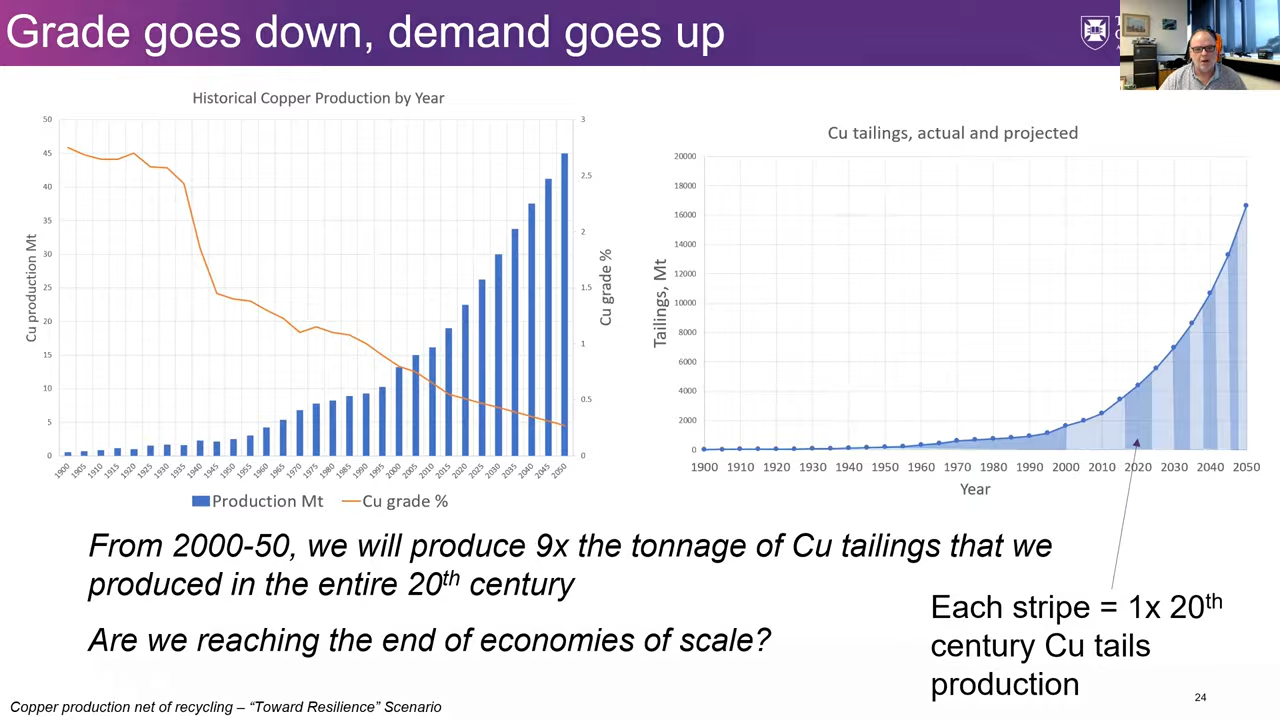 Grade goes down, demand goes up
Historical Copper Production by Year
50
45
40
35
30
25
20
15
10
5
0
Cu production Mt
3
2.5
2
1.5
1
0.5
0
Cu grade %
1900 1905 1910 1915 1920 1925 1930 1935 1940 1945 1950 1955 1960 1965 1970 1975 1980 1985 1990 1995 2000 2005 2010 2015 2020 2025 2030 2035 2040 2045 2050
Production Mt Cu grade %
Cu tailings, actual and projected
20000
18000
16000
14000
12000
10000
8000
6000
4000
2000
0
Tailings, Mt
1900 1910 1920 1930 1940 1950 1960 1970 1980 1990 2000 2010 2020 2030 2040 2050
Year
From 2000-50, we will produce 9x the tonnage of Cu tailings that we
produced in the entire 20th century
Are we reaching the end of economies of scale?
Each stripe = 1x 20th
century Cu tails
production
Copper production net of recycling – “Toward Resilience” Scenario
24